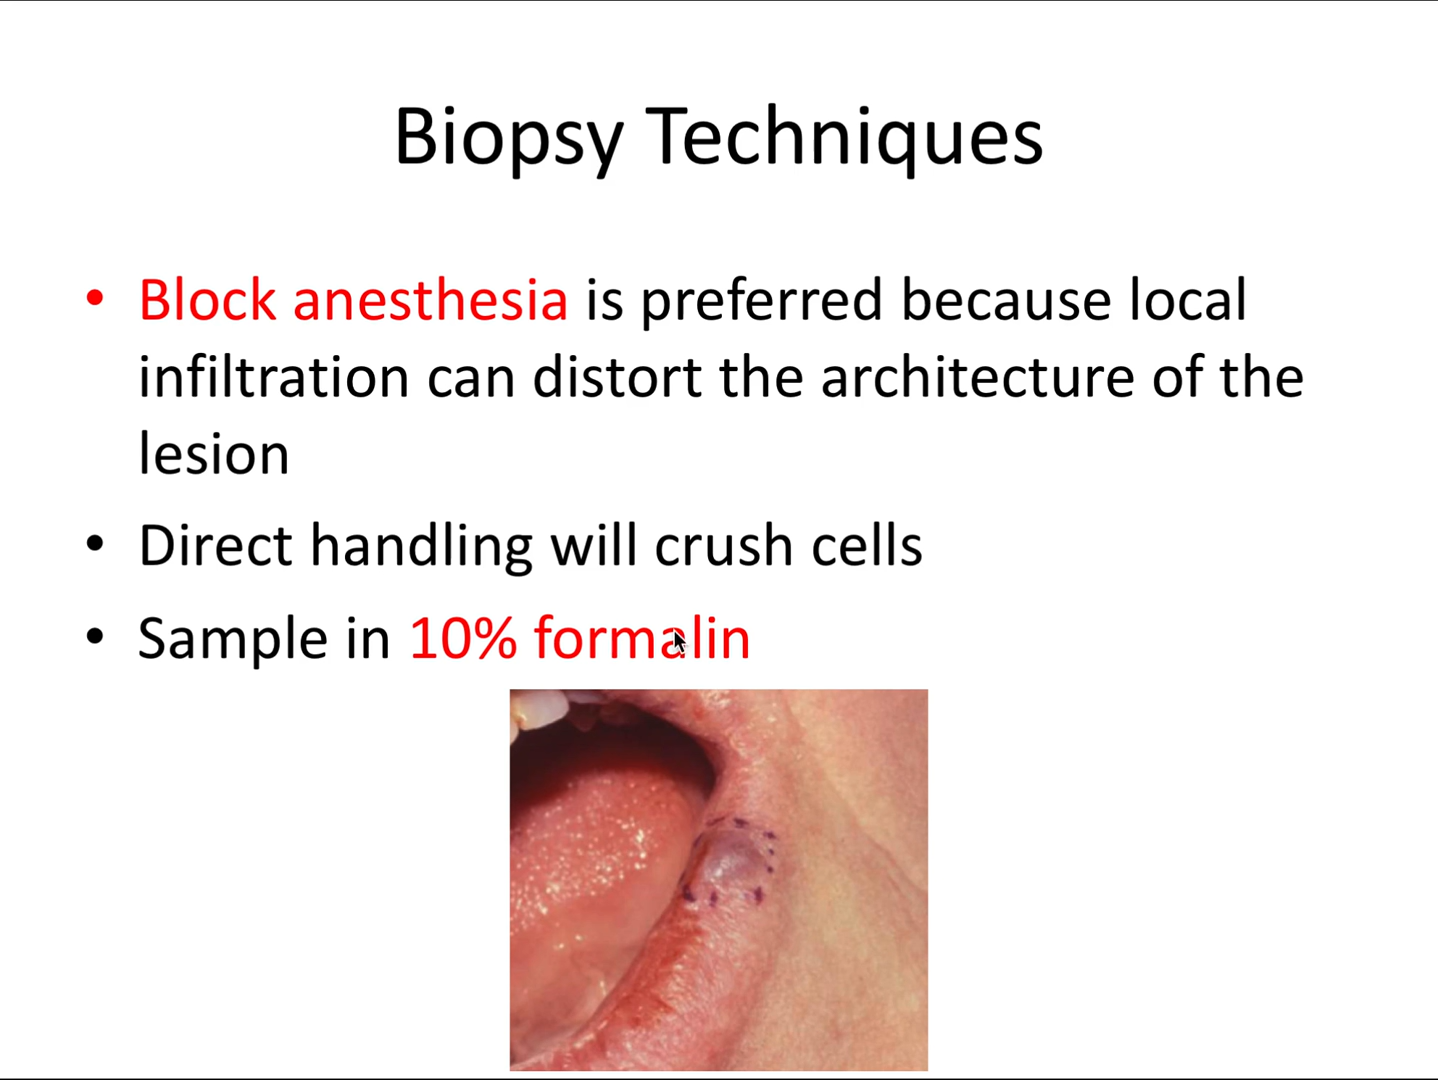 Biopsy Techniques
• Block anesthesia is preferred because local
infiltration can distort the architecture of the
lesion
• Direct handling will crush cells
• Sample in 10% formalin